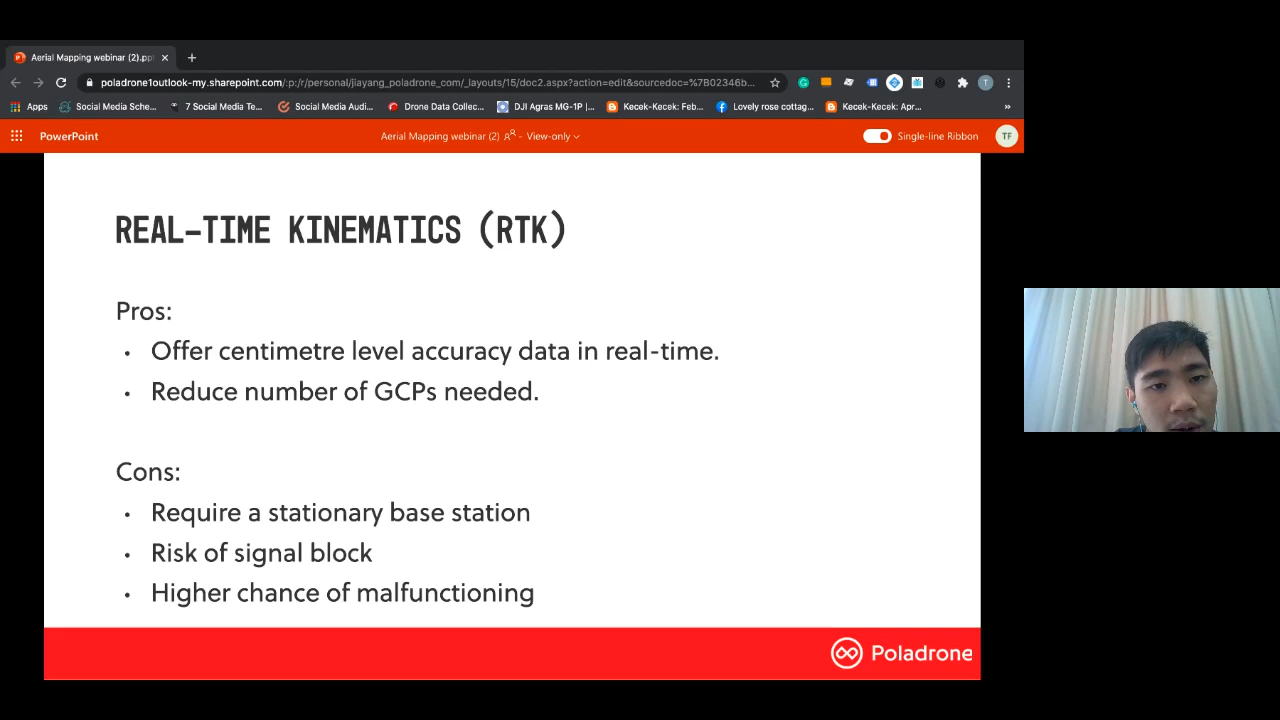 Aerial Mapping webinar (2).pp
poladrone1outlook-my.sharepoint.com/:p:/r/personal/jiayang_poladrone_com/_layouts/15/doc2.aspx?action=edit&sourcedoc=%7B02346b...
T
Apps
Social Media Sche...
7 Social Media Te...
Social Media Audi...
Drone Data Collec...
DJI Agras MG-1P |...
Kecek-Kecek: Feb...
Lovely rose cottag...
Kecek-Kecek: Apr...
»
PowerPoint
Aerial Mapping webinar (2) - View-only
Single-line Ribbon
TF
REAL-TIME KINEMATICS (RTK)
Pros:
• Offer centimetre level accuracy data in real-time.
• Reduce number of GCPs needed.
Cons:
• Require a stationary base station
• Risk of signal block
• Higher chance of malfunctioning
Poladrone